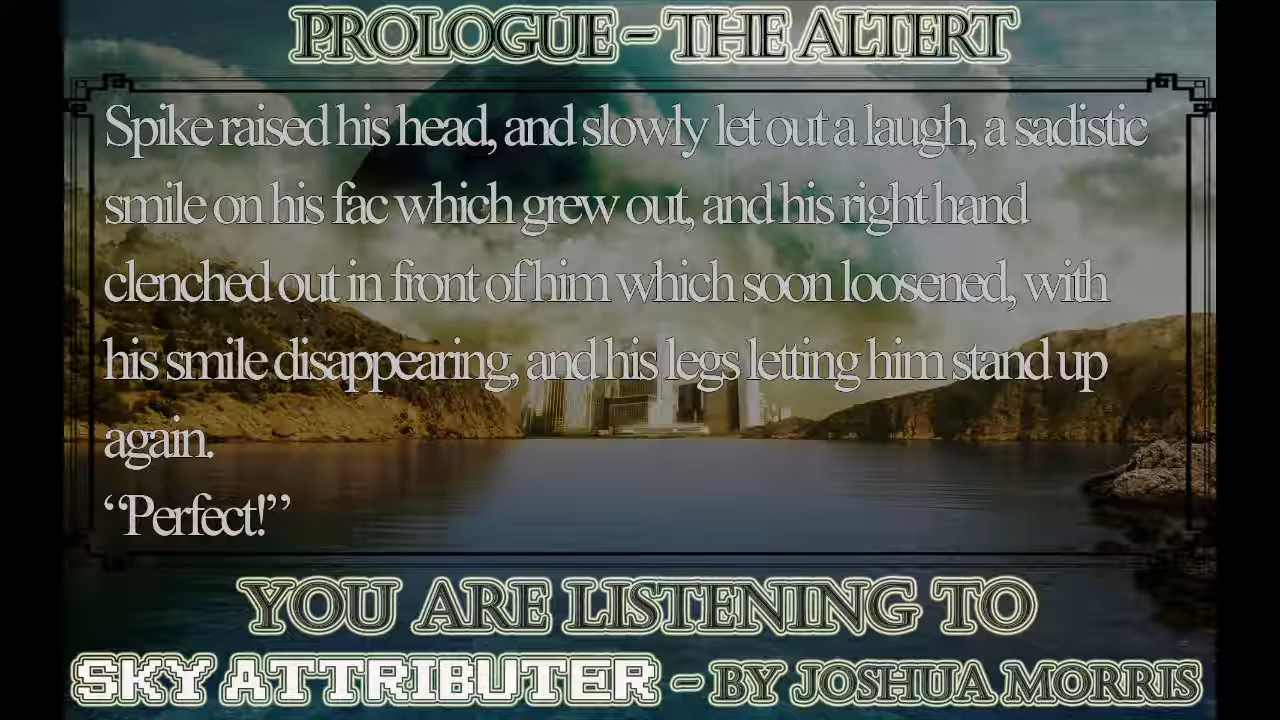 PROLOGUE - THE ALTERT
Spike raised his head, and slowly let out a laugh, a sadistic
smile on his fac which grew out, and his right hand
clenched out in front of him which soon loosened, with
his smile disappearing, and his legs letting him stand up
again.
“Perfect!”
YOU ARE LISTENING TO
SKY ATTRIBUTER - BY JOSHUA MORRIS